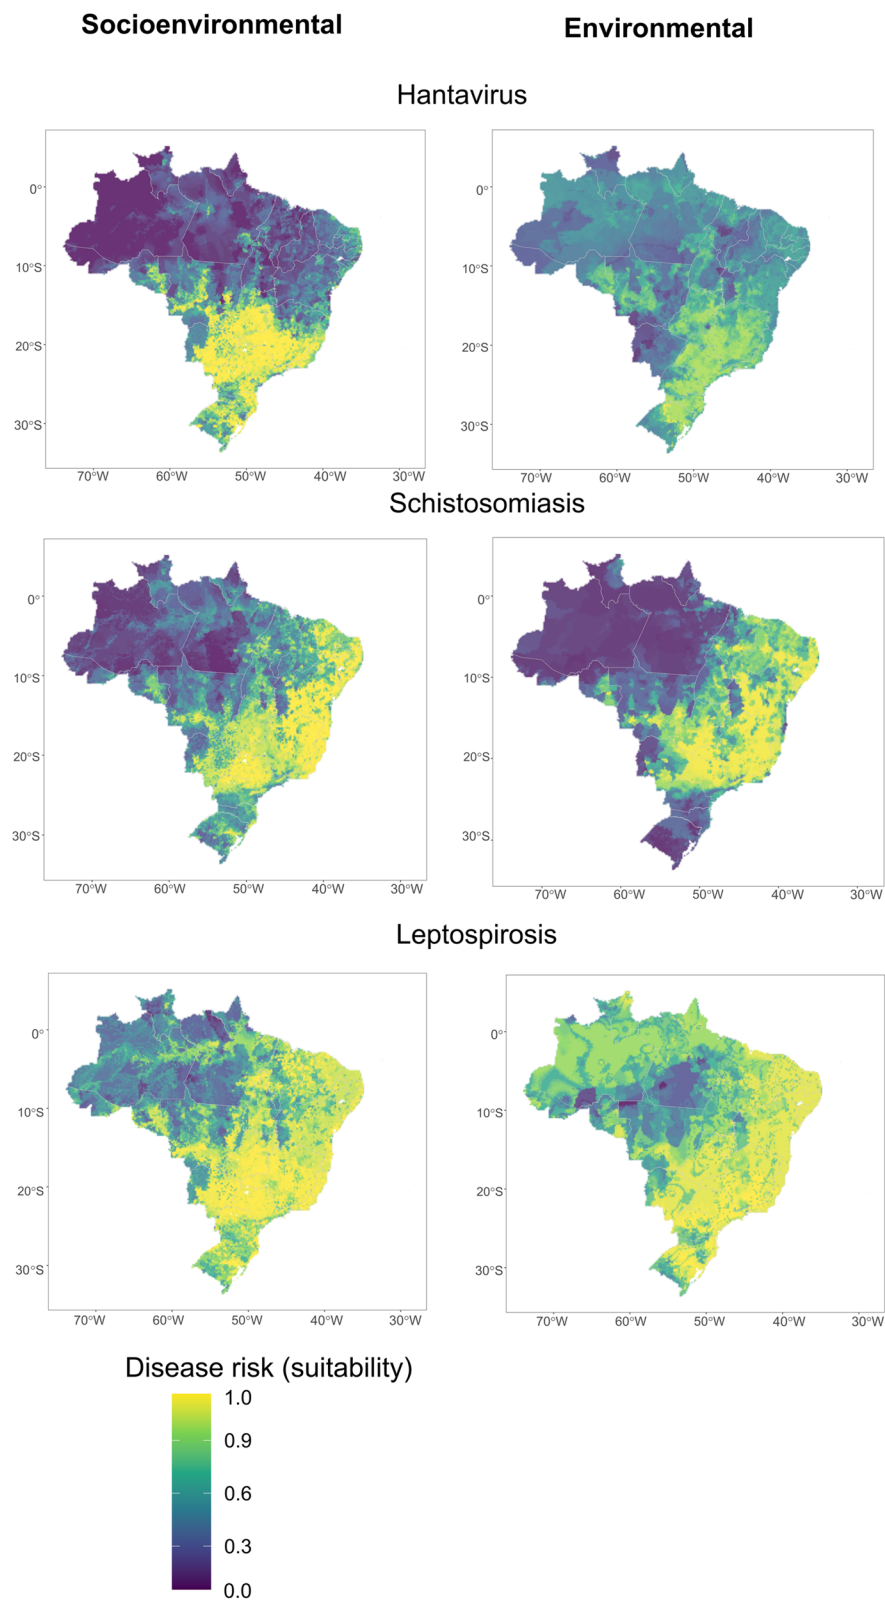 Socioenvironmental
Environmental
Hantavirus
0°
10°S
20°S
30°S
70°W 60°W 50°W 40°W 30°W
0°
10°S
20°S
30°S
70°W 60°W 50°W 40°W 30°W
Schistosomiasis
0°
10°S
20°S
30°S
70°W 60°W 50°W 40°W 30°W
0°
10°S
20°S
30°S
70°W 60°W 50°W 40°W 30°W
Leptospirosis
0°
10°S
20°S
30°S
70°W 60°W 50°W 40°W 30°W
0°
10°S
20°S
30°S
70°W 60°W 50°W 40°W 30°W
Disease risk (suitability)
1.0
0.9
0.6
0.3
0.0